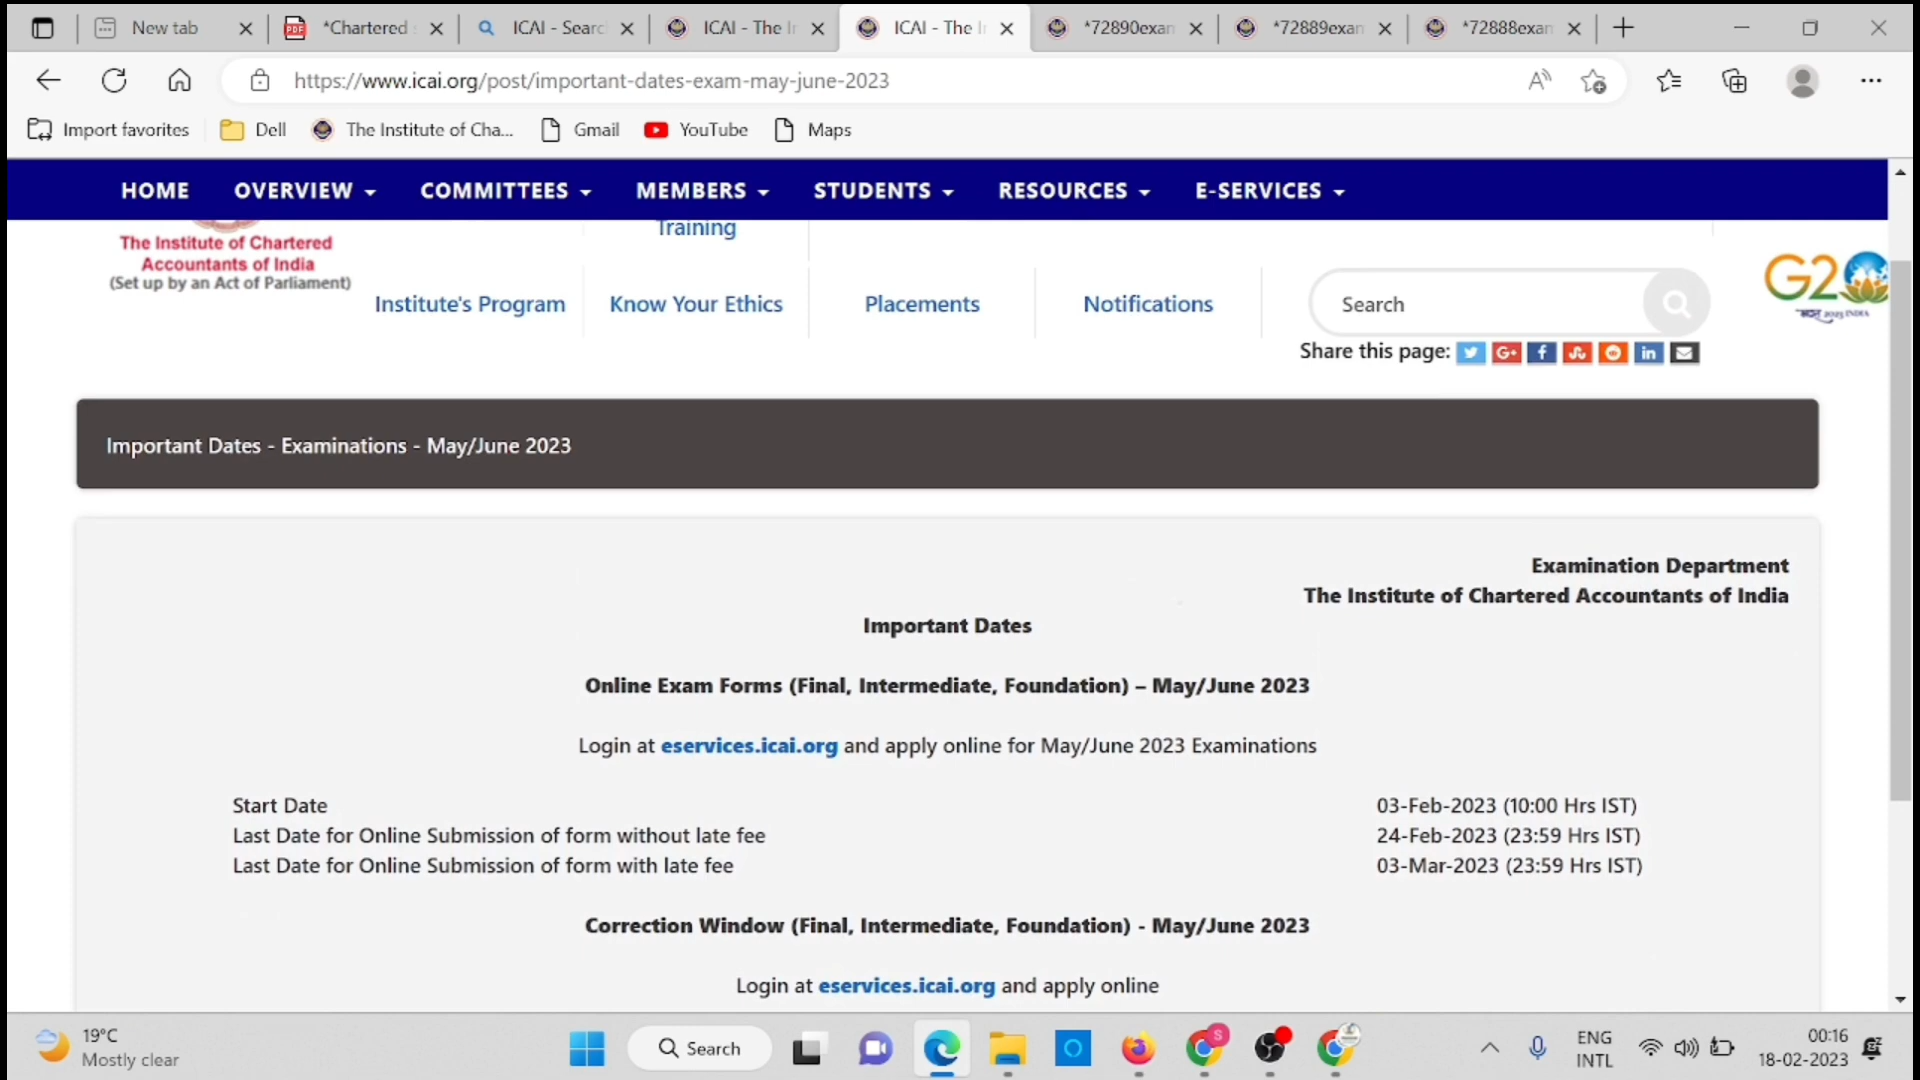 New tab
*Chartered
ICAI - Searc
ICAI - The I
ICAI - The I
*72890exan
*72889exan
*72888exan
https://www.icai.org/post/important-dates-exam-may-june-2023
Import favorites
Dell
The Institute of Cha...
Gmail
YouTube
Maps
HOME
OVERVIEW
COMMITTEES
MEMBERS
STUDENTS
RESOURCES
E-SERVICES
The Institute of Chartered
Accountants of India
(Set up by an Act of Parliament)
Training
Institute's Program
Know Your Ethics
Placements
Notifications
Search
G20
Share this page:
Important Dates - Examinations - May/June 2023
Examination Department
The Institute of Chartered Accountants of India
Important Dates
Online Exam Forms (Final, Intermediate, Foundation) – May/June 2023
Login at eservices.icai.org and apply online for May/June 2023 Examinations
Start Date 03-Feb-2023 (10:00 Hrs IST)
Last Date for Online Submission of form without late fee 24-Feb-2023 (23:59 Hrs IST)
Last Date for Online Submission of form with late fee 03-Mar-2023 (23:59 Hrs IST)
Correction Window (Final, Intermediate, Foundation) - May/June 2023
Login at eservices.icai.org and apply online
19°C
Mostly clear
Search
ENG
INTL
00:16
18-02-2023